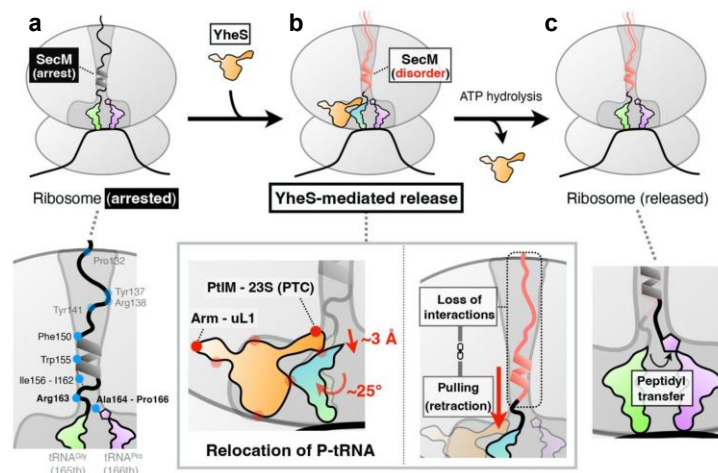 a
b
c
YheS
SecM
(arrest)
SecM
(disorder)
ATP hydrolysis
Ribosome (arrested)
YheS-mediated release
Ribosome (released)
Pro132
Tyr137
Arg138
Tyr141
Phe150
Trp155
Ile156 - I162
Arg163
Ala164 - Pro166
tRNAGly
(165th)
tRNAPro
(166th)
PtIM - 23S (PTC)
Arm - uL1
~3 Å
~25°
Relocation of P-tRNA
Loss of
interactions
Pulling
(retraction)
Peptidyl
transfer